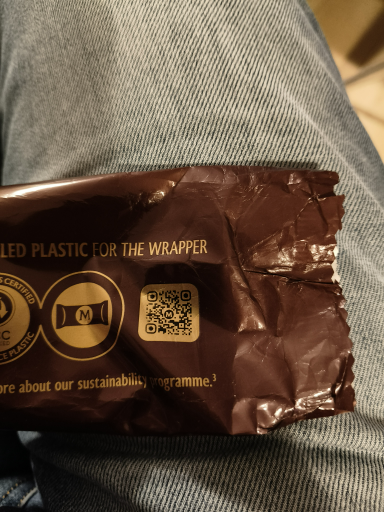 LED PLASTIC FOR THE WRAPPER
S CERTIFIED
C
CE PLASTIC
M
M
ore about our sustainability programme.³